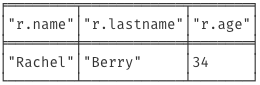 "r.name" "r.lastname" "r.age"
"Rachel" "Berry" 34